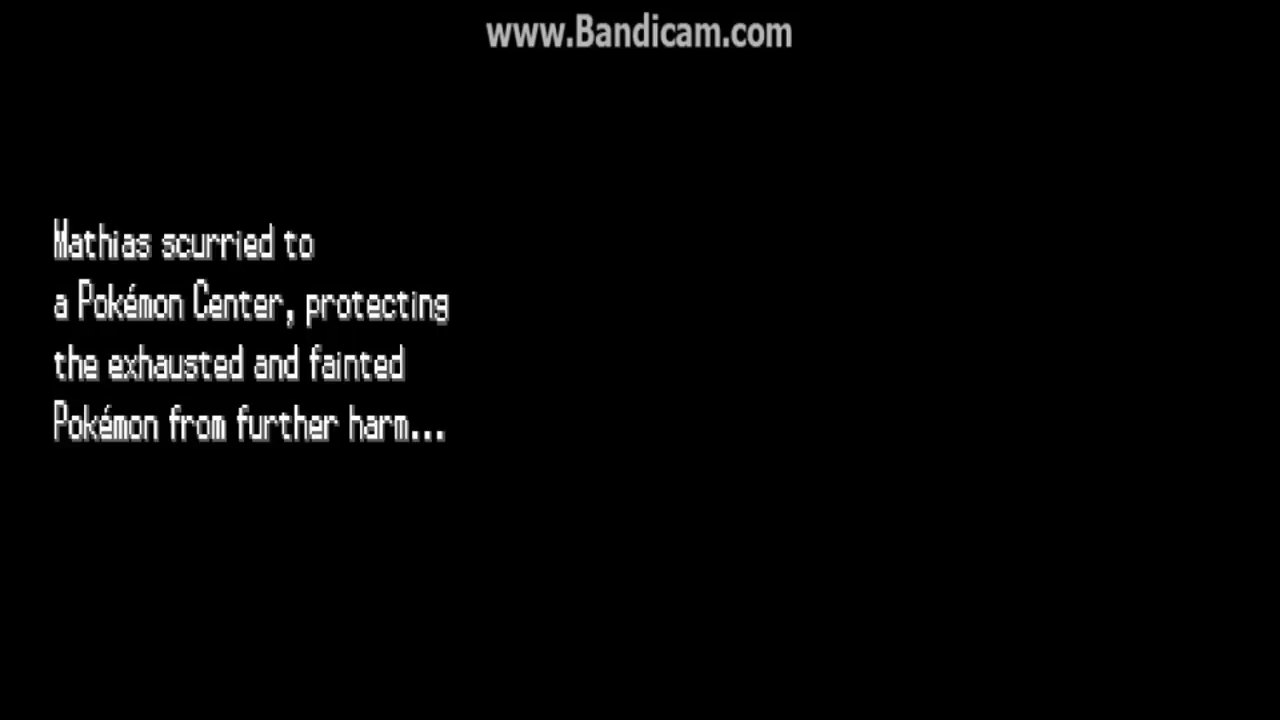 www.Bandicam.com
Mathias scurried to
a Pokémon Center, protecting
the exhausted and fainted
Pokémon from further harm...